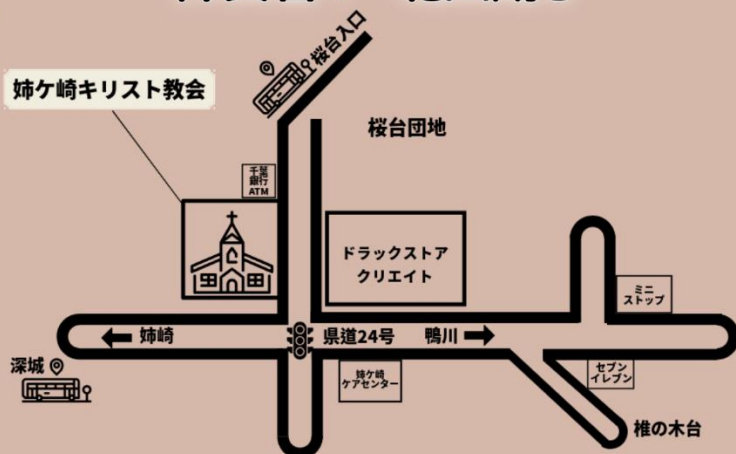 桜台入口
姉ケ崎キリスト教会
桜台団地
千葉
銀行
ATM
ドラックストア
クリエイト
ミニ
ストップ
姉崎
県道24号
鴨川
深城
姉ケ崎
ケアセンター
セブン
イレブン
椎の木台